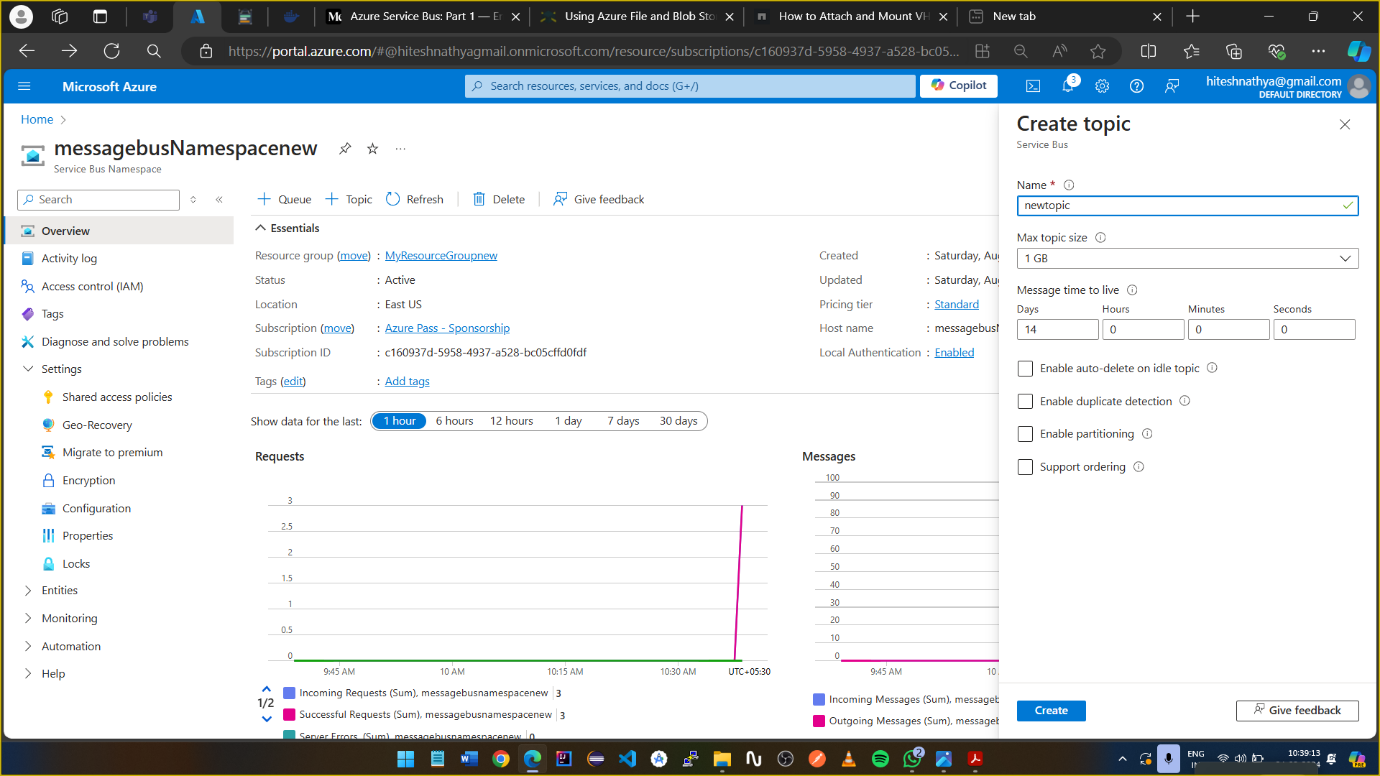 Azure Service Bus: Part 1 — En
Using Azure File and Blob Sto
How to Attach and Mount VH
New tab
https://portal.azure.com/#@hiteshnathyagmail.onmicrosoft.com/resource/subscriptions/c160937d-5958-4937-a528-bc05...
Microsoft Azure
Search resources, services, and docs (G+/)
Copilot
3
hiteshnathya@gmail.com
DEFAULT DIRECTORY
Home
messagebusNamespacenew
Service Bus Namespace
Search
Overview
Activity log
Access control (IAM)
Tags
Diagnose and solve problems
Settings
Shared access policies
Geo-Recovery
Migrate to premium
Encryption
Configuration
Properties
Locks
Entities
Monitoring
Automation
Help
Queue Topic Refresh Delete Give feedback
Essentials
Resource group (move) : MyResourceGroupnew
Status : Active
Location : East US
Subscription (move) : Azure Pass - Sponsorship
Subscription ID : c160937d-5958-4937-a528-bc05cffd0fdf
Tags (edit) : Add tags
Created : Saturday, Au
Updated : Saturday, Au
Pricing tier : Standard
Host name : messagebus
Local Authentication : Enabled
Show data for the last: 1 hour 6 hours 12 hours 1 day 7 days 30 days
Requests
3
2.5
2
1.5
1
0.5
0
9:45 AM 10 AM 10:15 AM 10:30 AM UTC+05:30
1/2
Incoming Requests (Sum), messagebusnamespacenew 3
Successful Requests (Sum), messagebusnamespacenew 3
Server Errors. (Sum), messagebusnamespacenew 0
Messages
100
90
80
70
60
50
40
30
20
10
0
9:45 AM 10
Incoming Messages (Sum), messageb
Outgoing Messages (Sum), messageb
Create topic
Service Bus
Name *
newtopic
Max topic size
1 GB
Message time to live
Days Hours Minutes Seconds
14 0 0 0
Enable auto-delete on idle topic
Enable duplicate detection
Enable partitioning
Support ordering
Create
Give feedback
2
ENG
IN
10:39:13